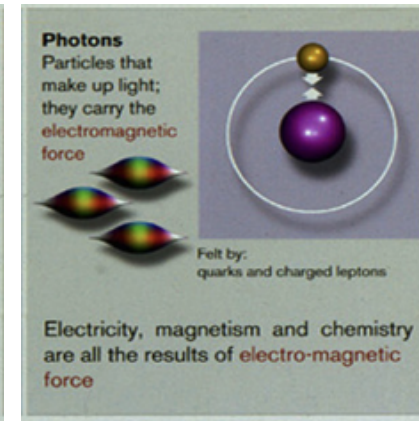 Photons
Particles that
make up light;
they carry the
electromagnetic
force
Felt by:
quarks and charged leptons
Electricity, magnetism and chemistry
are all the results of electro-magnetic
force